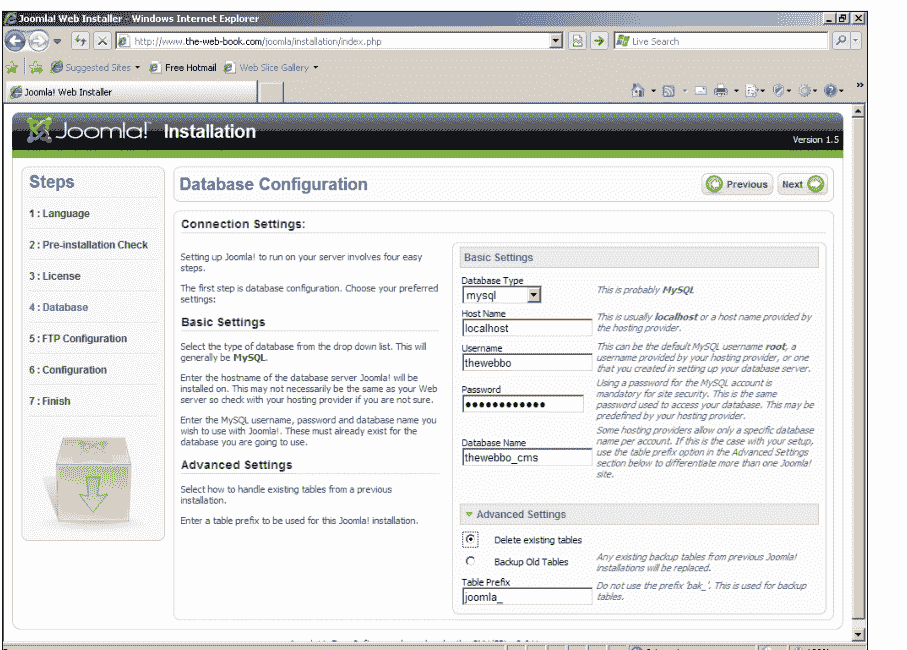 Joomla! Web Installer - Windows Internet Explorer
http://www.the-web-book.com/joomla/installation/index.php
Live Search
Suggested Sites
Free Hotmail
Web Slice Gallery
Joomla! Web Installer
Joomla! Installation
Version 1.5
Steps
1 : Language
2 : Pre-installation Check
3 : License
4 : Database
5 : FTP Configuration
6 : Configuration
7 : Finish
Database Configuration
Previous
Next
Connection Settings:
Setting up Joomla! to run on your server involves four easy
steps.
The first step is database configuration. Choose your preferred
settings:
Basic Settings
Select the type of database from the drop down list. This will
generally be MySQL.
Enter the hostname of the database server Joomla! will be
installed on. This may not necessarily be the same as your Web
server so check with your hosting provider if you are not sure.
Enter the MySQL username, password and database name you
wish to use with Joomla!. These must already exist for the
database you are going to use.
Advanced Settings
Select how to handle existing tables from a previous
installation.
Enter a table prefix to be used for this Joomla! installation.
Basic Settings
Database Type
mysql
This is probably MySQL
Host Name
localhost
This is usually localhost or a host name provided by
the hosting provider.
Username
thewebbo
This can be the default MySQL username root, a
username provided by your hosting provider, or one
that you created in setting up your database server.
Password
••••••••••••
Using a password for the MySQL account is
mandatory for site security. This is the same
password used to access your database. This may be
predefined by your hosting provider.
Database Name
thewebbo_cms
Some hosting providers allow only a specific database
name per account. If this is the case with your setup,
use the table prefix option in the Advanced Settings
section below to differentiate more than one Joomla!
site.
Advanced Settings
Delete existing tables
Backup Old Tables
Any existing backup tables from previous Joomla!
installations will be replaced.
Table Prefix
joomla_
Do not use the prefix 'bak_'. This is used for backup
tables.